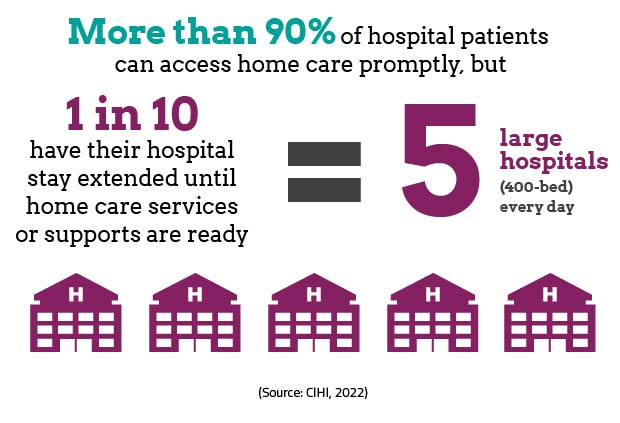 More than 90% of hospital patients
can access home care promptly, but
1 in 10
have their hospital
stay extended until
home care services
or supports are ready
=
5
large
hospitals
(400-bed)
every day
H H H H H
(Source: CIHI, 2022)